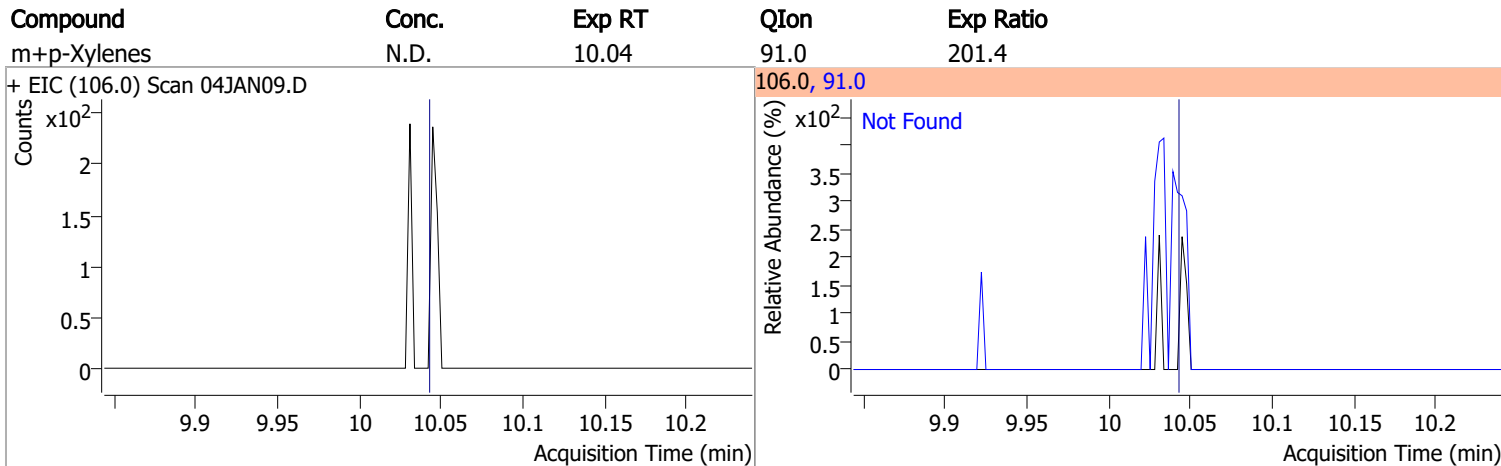 Compound Conc. Exp RT QIon Exp Ratio
m+p-Xylenes N.D. 10.04 91.0 201.4
+ EIC (106.0) Scan 04JAN09.D
Counts
x10²
2
1.5
1
0.5
0
9.9 9.95 10 10.05 10.1 10.15 10.2
Acquisition Time (min)
106.0, 91.0
Relative Abundance (%)
x10²
Not Found
3.5
3
2.5
2
1.5
1
0.5
0
9.9 9.95 10 10.05 10.1 10.15 10.2
Acquisition Time (min)